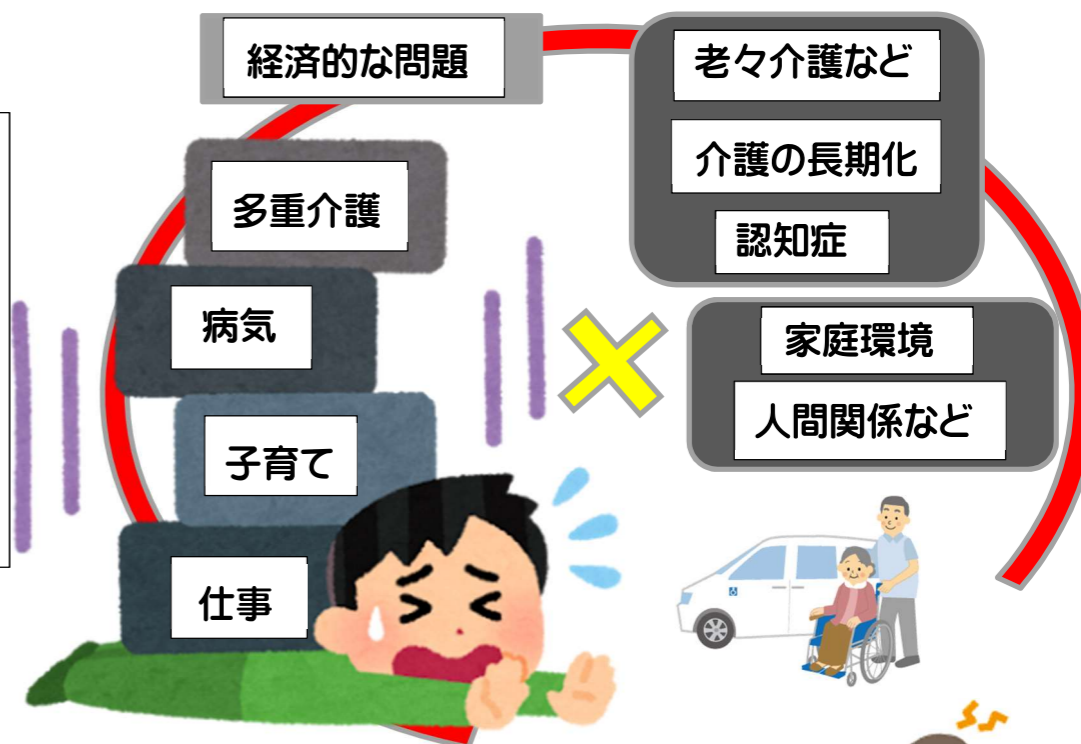 経済的な問題
多重介護
病気
子育て
仕事
老々介護など
介護の長期化
認知症
家庭環境
人間関係など